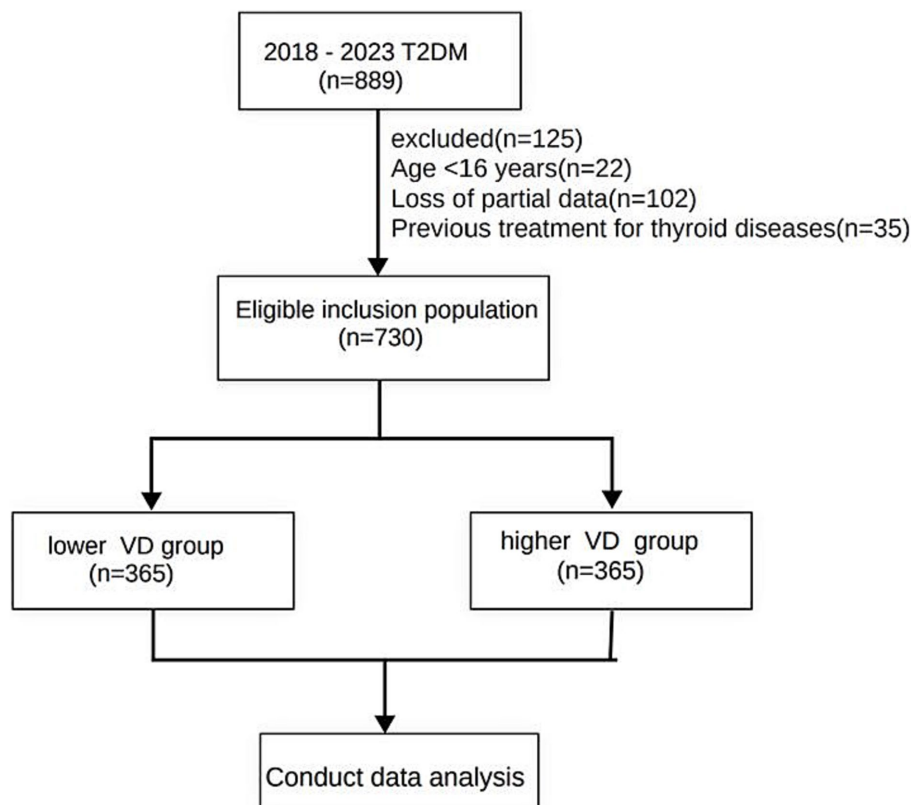 2018 - 2023 T2DM
(n=889)
excluded(n=125)
Age <16 years(n=22)
Loss of partial data(n=102)
Previous treatment for thyroid diseases(n=35)
Eligible inclusion population
(n=730)
lower VD group
(n=365)
higher VD group
(n=365)
Conduct data analysis